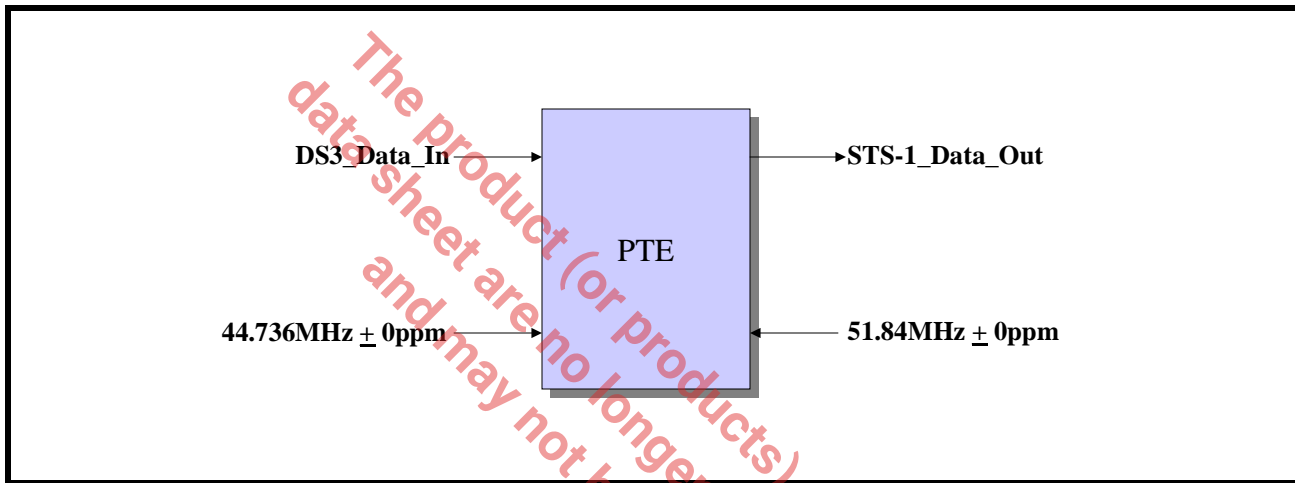 The product (or products)
data sheet are no longer
and may not b
DS3_Data_In
STS-1_Data_Out
PTE
44.736MHz ± 0ppm
51.84MHz ± 0ppm